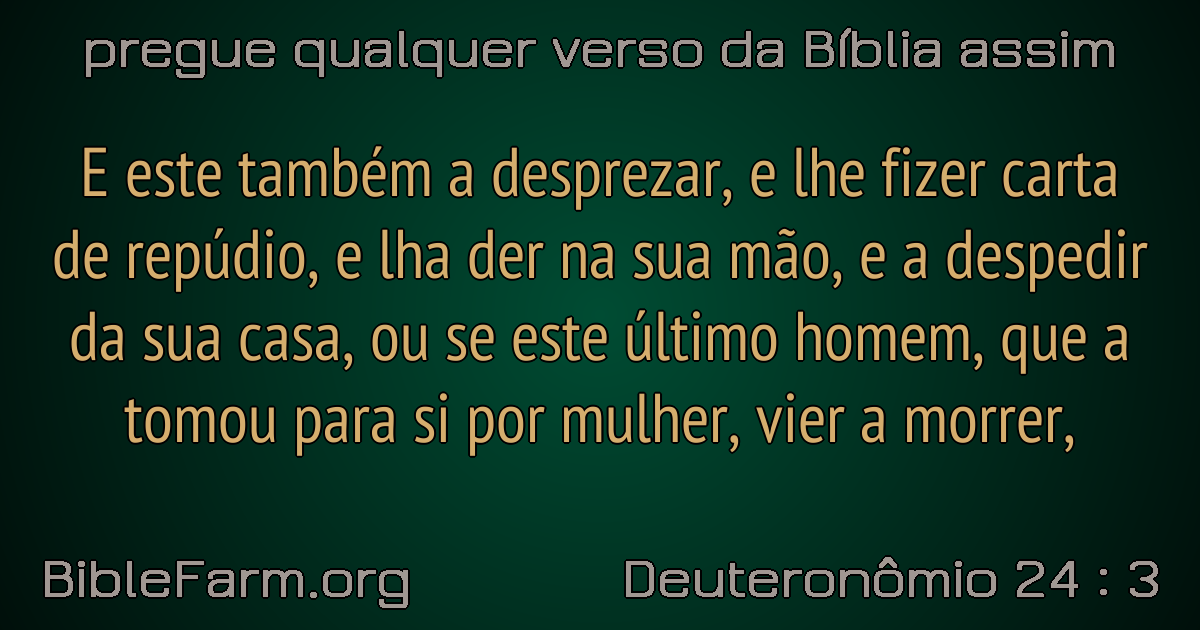 pregue qualquer verso da Bíblia assim
E este também a desprezar, e lhe fizer carta
de repúdio, e lha der na sua mão, e a despedir
da sua casa, ou se este último homem, que a
tomou para si por mulher, vier a morrer,
BibleFarm.org Deuteronômio 24 : 3